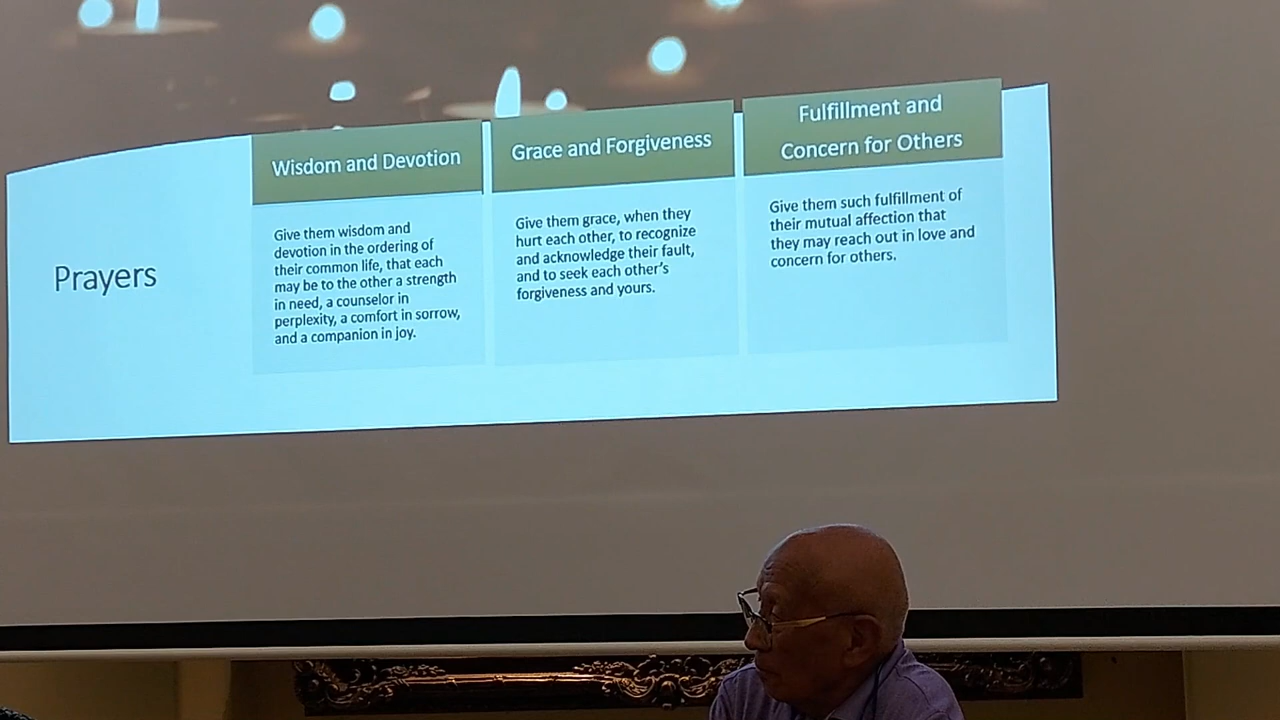 Prayers
Wisdom and Devotion
Give them wisdom and
devotion in the ordering of
their common life, that each
may be to the other a strength
in need, a counselor in
perplexity, a comfort in sorrow,
and a companion in joy.
Grace and Forgiveness
Give them grace, when they
hurt each other, to recognize
and acknowledge their fault,
and to seek each other’s
forgiveness and yours.
Fulfillment and
Concern for Others
Give them such fulfillment of
their mutual affection that
they may reach out in love and
concern for others.